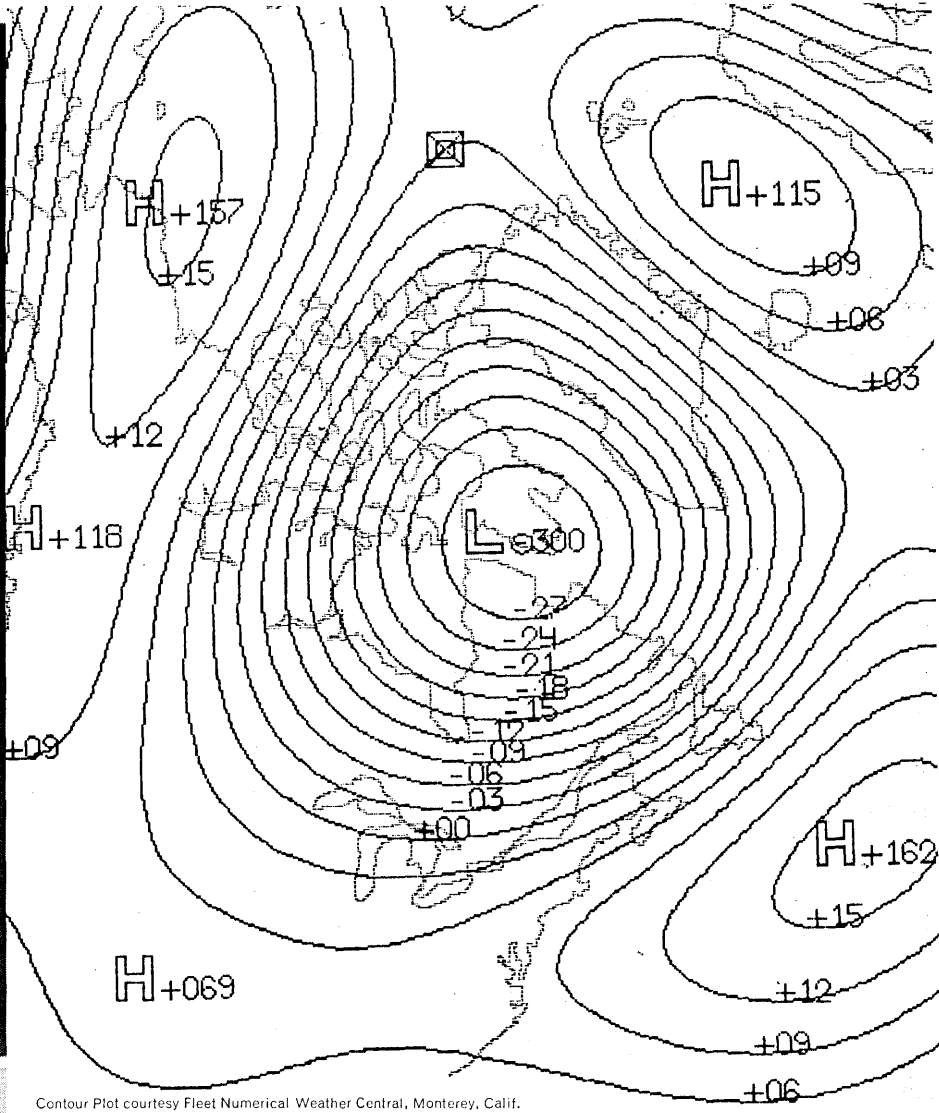 H +115
H +157
+09
+15
+06
+03
+12
H +118
L -300
-27
-24
-21
-18
-15
-12
-09
+09
-06
-03
+00
H +162
+15
H +069
+12
+09
+06
Contour Plot courtesy Fleet Numerical Weather Central, Monterey, Calif.